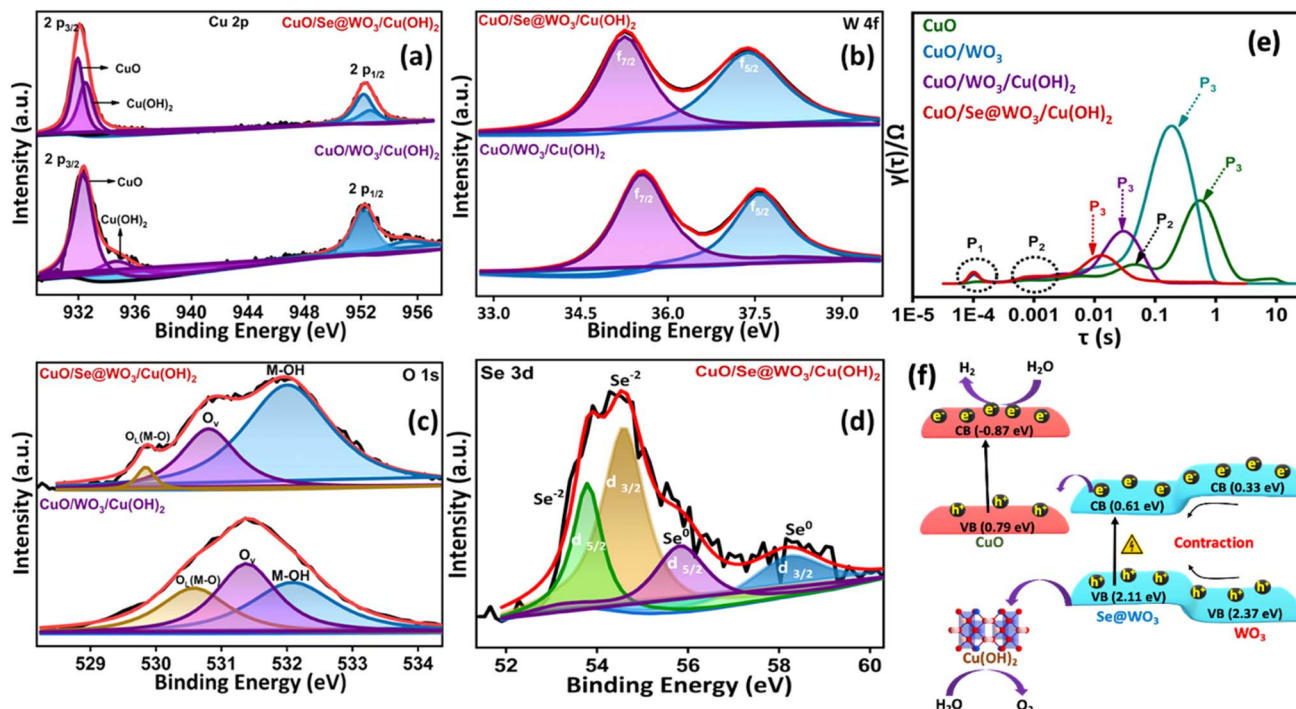 Cu 2p
CuO/Se@WO₃/Cu(OH)₂
(a)
2 p₃/₂
CuO
Cu(OH)₂
2 p₁/₂
CuO/WO₃/Cu(OH)₂
2 p₃/₂
CuO
Cu(OH)₂
2 p₁/₂
Intensity (a.u.)
932 936 940 944 948 952 956
Binding Energy (eV)
CuO/Se@WO₃/Cu(OH)₂
W 4f
(b)
f₇/₂
f₅/₂
CuO/WO₃/Cu(OH)₂
f₇/₂
f₅/₂
Intensity (a.u.)
33.0 34.5 36.0 37.5 39.0
Binding Energy (eV)
CuO
CuO/WO₃
CuO/WO₃/Cu(OH)₂
CuO/Se@WO₃/Cu(OH)₂
(e)
P₃
P₃
P₃
P₃
P₂
P₁
P₂
γ(τ)/Ω
1E-5 1E-4 0.001 0.01 0.1 1 10
τ (s)
CuO/Se@WO₃/Cu(OH)₂
O 1s
(c)
M-OH
Oᵥ
O_L(M-O)
CuO/WO₃/Cu(OH)₂
O_L(M-O)
Oᵥ
M-OH
Intensity (a.u.)
529 530 531 532 533 534
Binding Energy (eV)
Se 3d
CuO/Se@WO₃/Cu(OH)₂
(d)
Se⁻²
Se⁻²
d ₃/₂
d ₅/₂
Se⁰
d ₅/₂
Se⁰
d ₃/₂
Intensity (a.u.)
52 54 56 58 60
Binding Energy (eV)
(f)
H₂
H₂O
e⁻ e⁻ e⁻ e⁻ e⁻
CB (-0.87 eV)
h⁺ h⁺ h⁺
VB (0.79 eV)
CuO
e⁻ e⁻ e⁻
CB (0.61 eV)
e⁻ e⁻ e⁻ e⁻
CB (0.33 eV)
Contraction
h⁺ h⁺ h⁺
VB (2.11 eV)
Se@WO₃
h⁺ h⁺ h⁺
VB (2.37 eV)
WO₃
Cu(OH)₂
H₂O
O₂